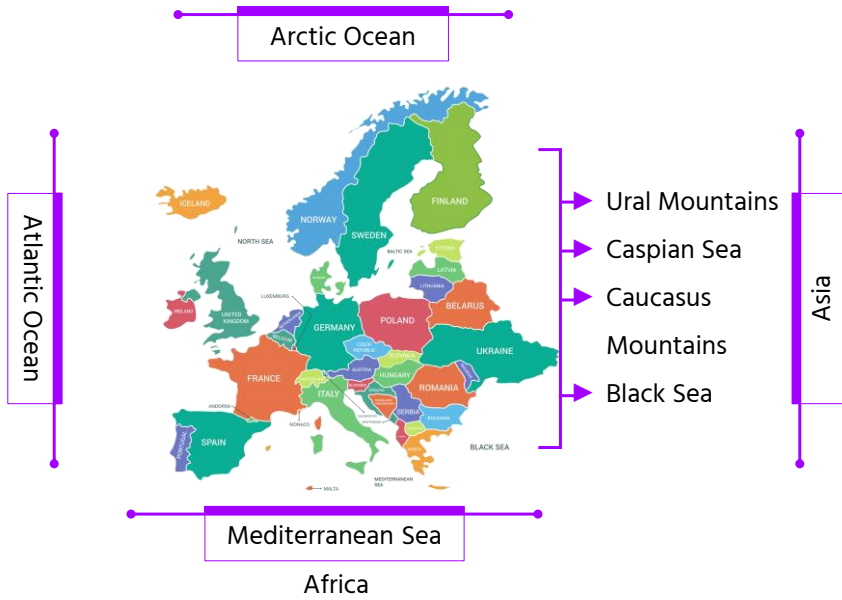 Arctic Ocean
Atlantic Ocean
ICELAND
NORWAY
SWEDEN
FINLAND
NORTH SEA
BALTKI SEA
ESTONIA
LATVIA
LITHUANIA
IRELAND
UNITED
KINGDOM
LUXEMBURG
BELGIUM
GERMANY
POLAND
BELARUS
CZECH
REPUBLIC
SLOVAKIA
UKRAINE
FRANCE
AUSTRIA
HUNGARY
ITALY
ROMANIA
SERBIA
BULGARIA
ANDORRA
MONACO
PORTUGAL
SPAIN
BLACK SEA
MEDITERRANEAN
SEA
MALTA
Ural Mountains
Caspian Sea
Caucasus
Mountains
Black Sea
Asia
Mediterranean Sea
Africa